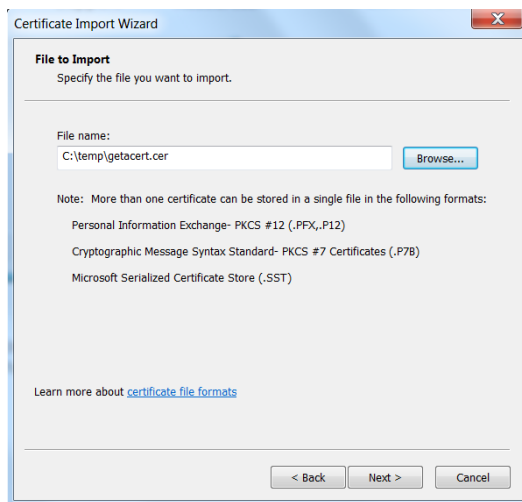 Certificate Import Wizard
File to Import
Specify the file you want to import.
File name:
C:\temp\getacert.cer
Browse...
Note: More than one certificate can be stored in a single file in the following formats:
Personal Information Exchange- PKCS #12 (.PFX,.P12)
Cryptographic Message Syntax Standard- PKCS #7 Certificates (.P7B)
Microsoft Serialized Certificate Store (.SST)
Learn more about certificate file formats
< Back Next > Cancel